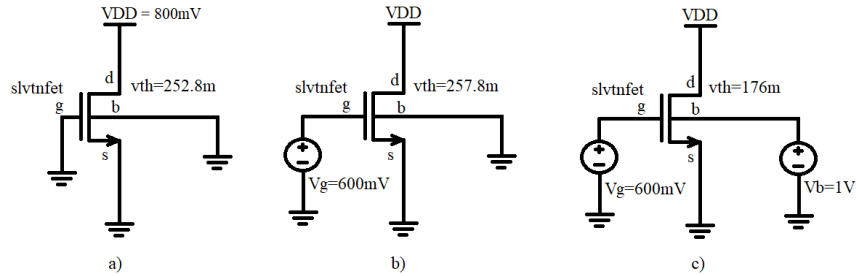 VDD = 800mV
d
vth=252.8m
slvtnfet
g
b
s
a)
VDD
d
vth=257.8m
slvtnfet
g
b
s
Vg=600mV
b)
VDD
d
vth=176m
slvtnfet
g
b
s
Vg=600mV
Vb=1V
c)